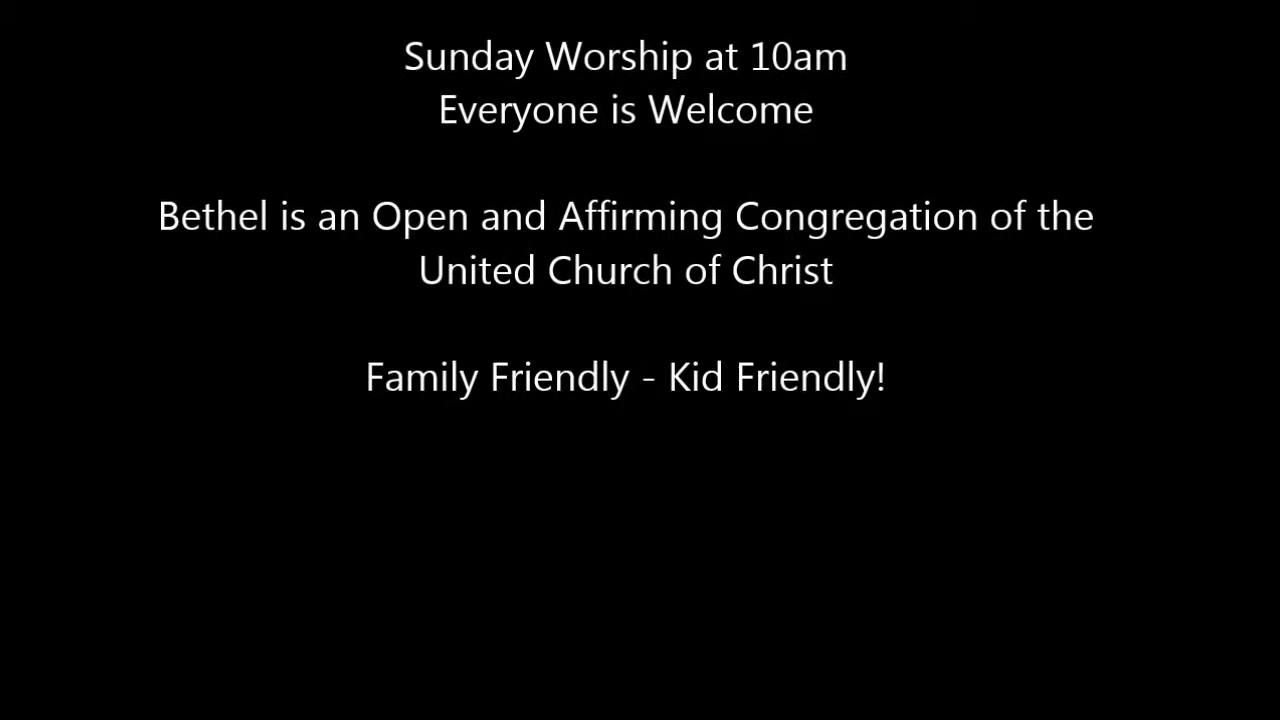 Sunday Worship at 10am
Everyone is Welcome
Bethel is an Open and Affirming Congregation of the
United Church of Christ
Family Friendly - Kid Friendly!